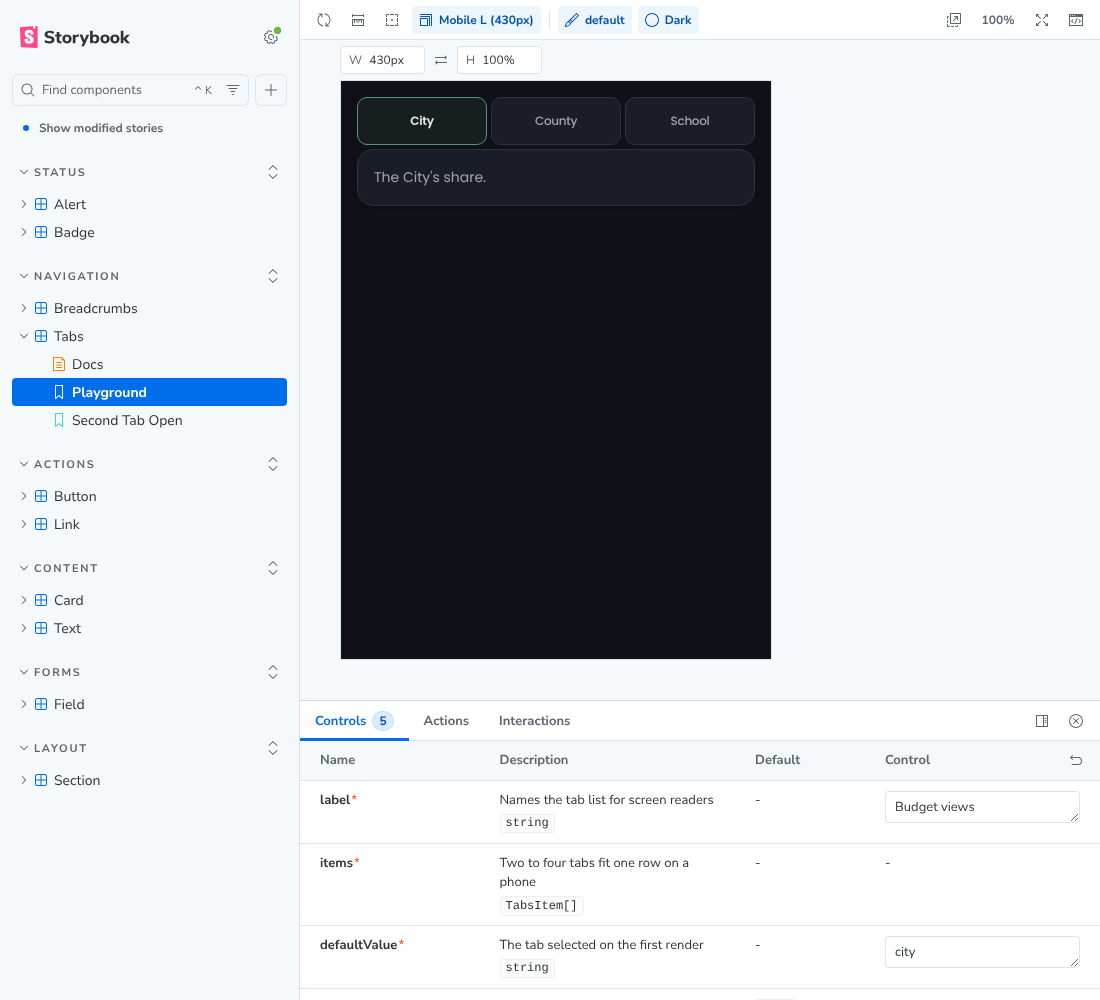 Storybook
Find components
^ K
Show modified stories
STATUS
Alert
Badge
NAVIGATION
Breadcrumbs
Tabs
Docs
Playground
Second Tab Open
ACTIONS
Button
Link
CONTENT
Card
Text
FORMS
Field
LAYOUT
Section
Mobile L (430px)
default
Dark
100%
W 430px
H 100%
City
County
School
The City's share.
Controls 5
Actions
Interactions
Name Description Default Control
label* Names the tab list for screen readers - Budget views
string
items* Two to four tabs fit one row on a - -
phone
TabsItem[]
defaultValue* The tab selected on the first render - city
string